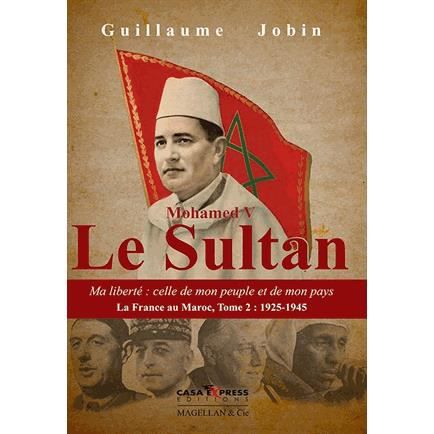 Guillaume Jobin
Mohamed V
Le Sultan
Ma liberté : celle de mon peuple et de mon pays
La France au Maroc, Tome 2 : 1925-1945
CASA EXPRESS
EDITIONS
MAGELLAN & Cie